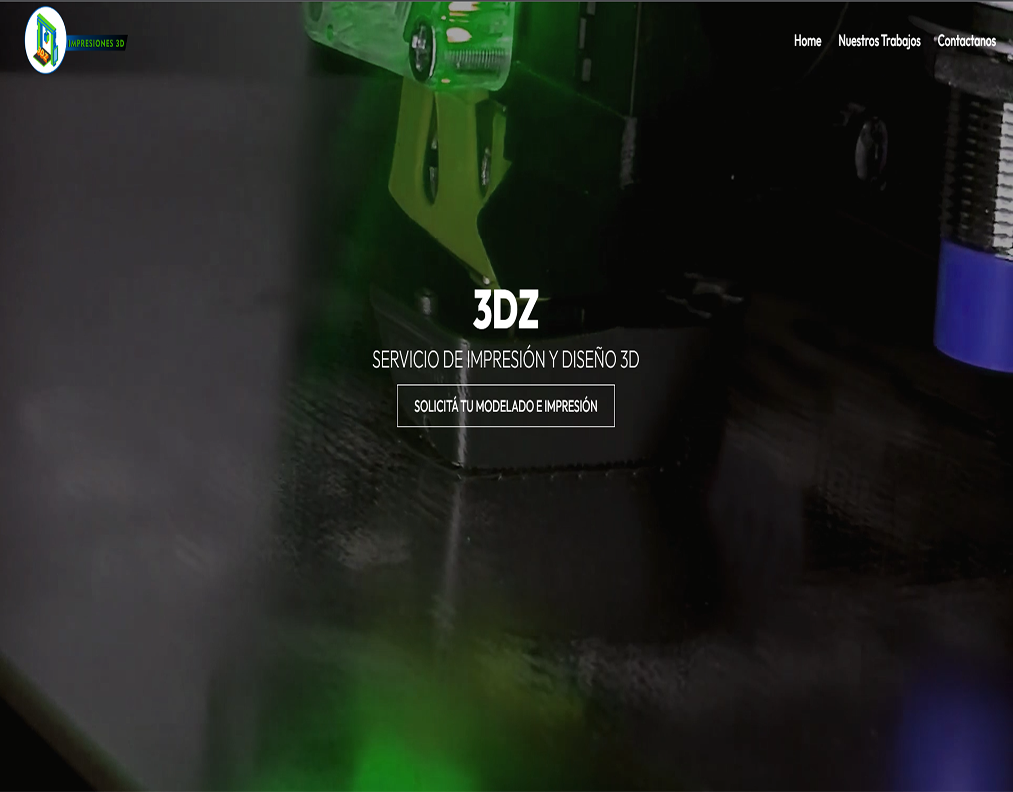 IMPRESIONES 3D
Home Nuestros Trabajos Contactanos
3DZ
SERVICIO DE IMPRESIÓN Y DISEÑO 3D
SOLICITÁ TU MODELADO E IMPRESIÓN